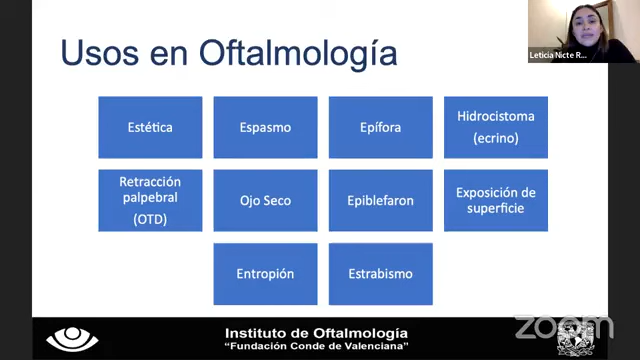 Leticia Nicte R...
Usos en Oftalmología
Estética
Espasmo
Epífora
Hidrocistoma
(ecrino)
Retracción
palpebral
(OTD)
Ojo Seco
Epiblefaron
Exposición de
superficie
Entropión
Estrabismo
zoom
Instituto de Oftalmología
“Fundación Conde de Valenciana”